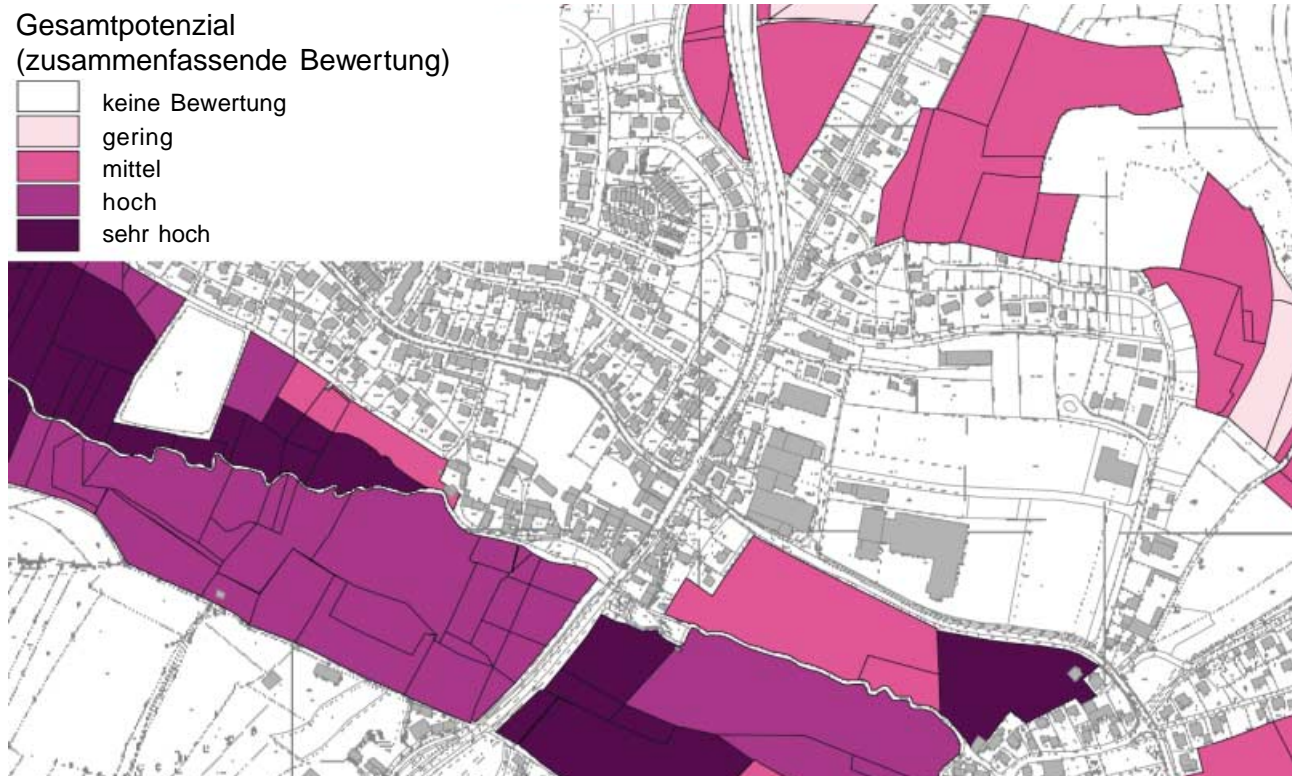 Gesamtpotenzial
(zusammenfassende Bewertung)
keine Bewertung
gering
mittel
hoch
sehr hoch